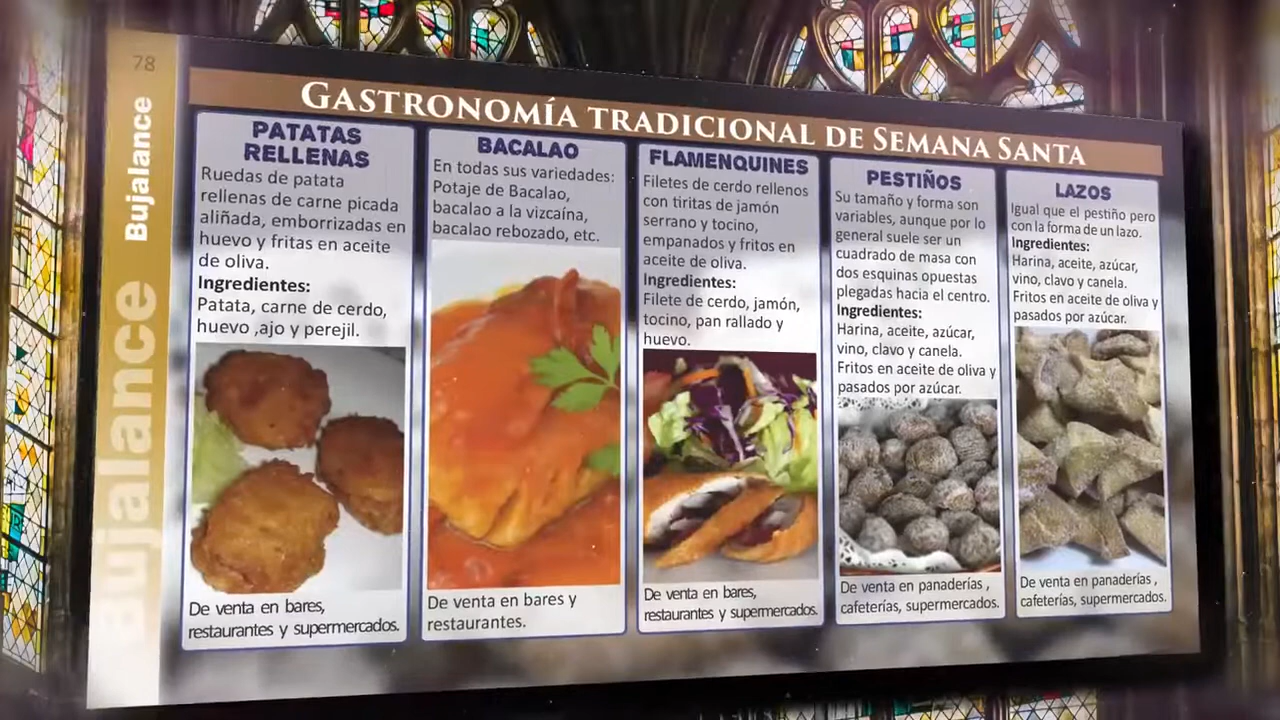 78
Bujalance
Bujalance
GASTRONOMÍA TRADICIONAL DE SEMANA SANTA
PATATAS
RELLENAS
Ruedas de patata
rellenas de carne picada
aliñada, emborrizadas en
huevo y fritas en aceite
de oliva.
Ingredientes:
Patata, carne de cerdo,
huevo ,ajo y perejil.
De venta en bares,
restaurantes y supermercados.
BACALAO
En todas sus variedades:
Potaje de Bacalao,
bacalao a la vizcaína,
bacalao rebozado, etc.
De venta en bares y
restaurantes.
FLAMENQUINES
Filetes de cerdo rellenos
con tiritas de jamón
serrano y tocino,
empanados y fritos en
aceite de oliva.
Ingredientes:
Filete de cerdo, jamón,
tocino, pan rallado y
huevo.
De venta en bares,
restaurantes y supermercados.
PESTIÑOS
Su tamaño y forma son
variables, aunque por lo
general suele ser un
cuadrado de masa con
dos esquinas opuestas
plegadas hacia el centro.
Ingredientes:
Harina, aceite, azúcar,
vino, clavo y canela.
Fritos en aceite de oliva y
pasados por azúcar.
De venta en panaderías ,
cafeterías, supermercados.
LAZOS
Igual que el pestiño pero
con la forma de un lazo.
Ingredientes:
Harina, aceite, azúcar,
vino, clavo y canela.
Fritos en aceite de oliva y
pasados por azúcar.
De venta en panaderías ,
cafeterías, supermercados.